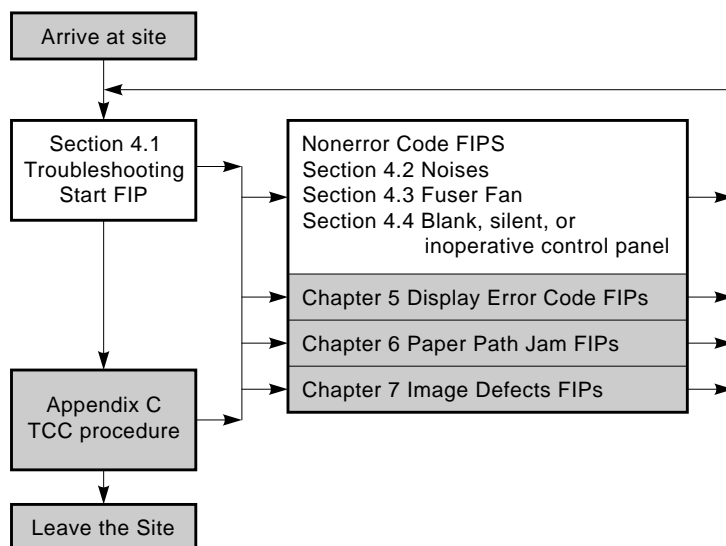 Arrive at site
Section 4.1
Troubleshooting
Start FIP
Nonerror Code FIPS
Section 4.2 Noises
Section 4.3 Fuser Fan
Section 4.4 Blank, silent, or
inoperative control panel
Chapter 5 Display Error Code FIPs
Chapter 6 Paper Path Jam FIPs
Chapter 7 Image Defects FIPs
Appendix C
TCC procedure
Leave the Site